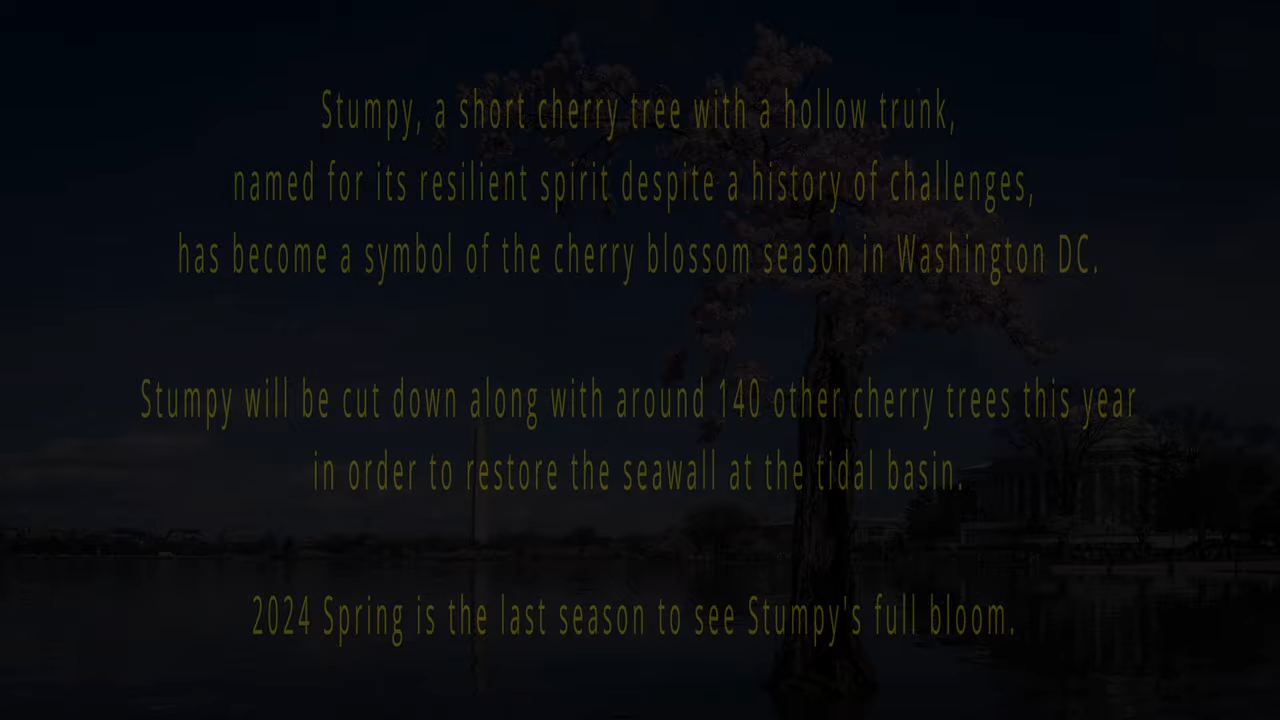 Stumpy, a short cherry tree with a hollow trunk,
named for its resilient spirit despite a history of challenges,
has become a symbol of the cherry blossom season in Washington DC.
Stumpy will be cut down along with around 140 other cherry trees this year
in order to restore the seawall at the tidal basin.
2024 Spring is the last season to see Stumpy's full bloom.